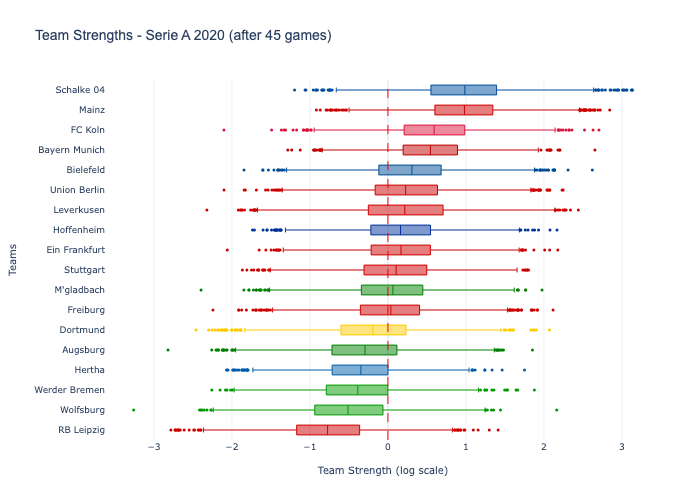 Team Strengths - Serie A 2020 (after 45 games)
Schalke 04
Mainz
FC Koln
Bayern Munich
Bielefeld
Union Berlin
Leverkusen
Hoffenheim
Ein Frankfurt
Stuttgart
M'gladbach
Freiburg
Dortmund
Augsburg
Hertha
Werder Bremen
Wolfsburg
RB Leipzig
Teams
−3 −2 −1 0 1 2 3
Team Strength (log scale)